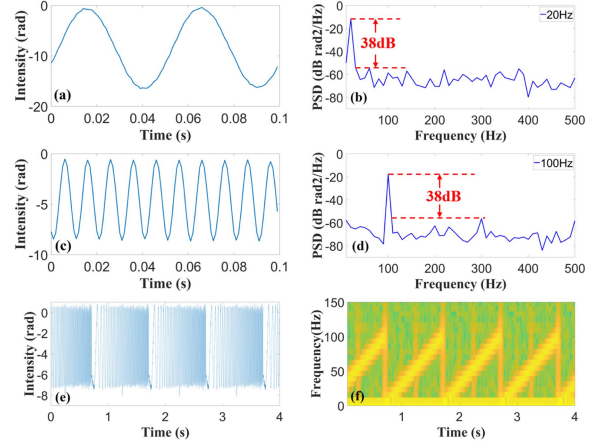 0
-10
-20
Intensity (rad)
(a)
0 0.02 0.04 0.06 0.08 0.1
Time (s)
0
-20
-40
-60
-80
PSD (dB rad2/Hz)
38dB
20Hz
(b)
0 100 200 300 400 500
Frequency (Hz)
0
-5
-10
Intensity (rad)
(c)
0 0.02 0.04 0.06 0.08 0.1
Time (s)
0
-20
-40
-60
-80
PSD (dB rad2/Hz)
38dB
100Hz
(d)
0 100 200 300 400 500
Frequency (Hz)
0
-2
-4
-6
-8
Intensity (rad)
(e)
0 1 2 3 4
Time (s)
150
100
50
0
Frequency(Hz)
(f)
1 2 3 4
Time (s)